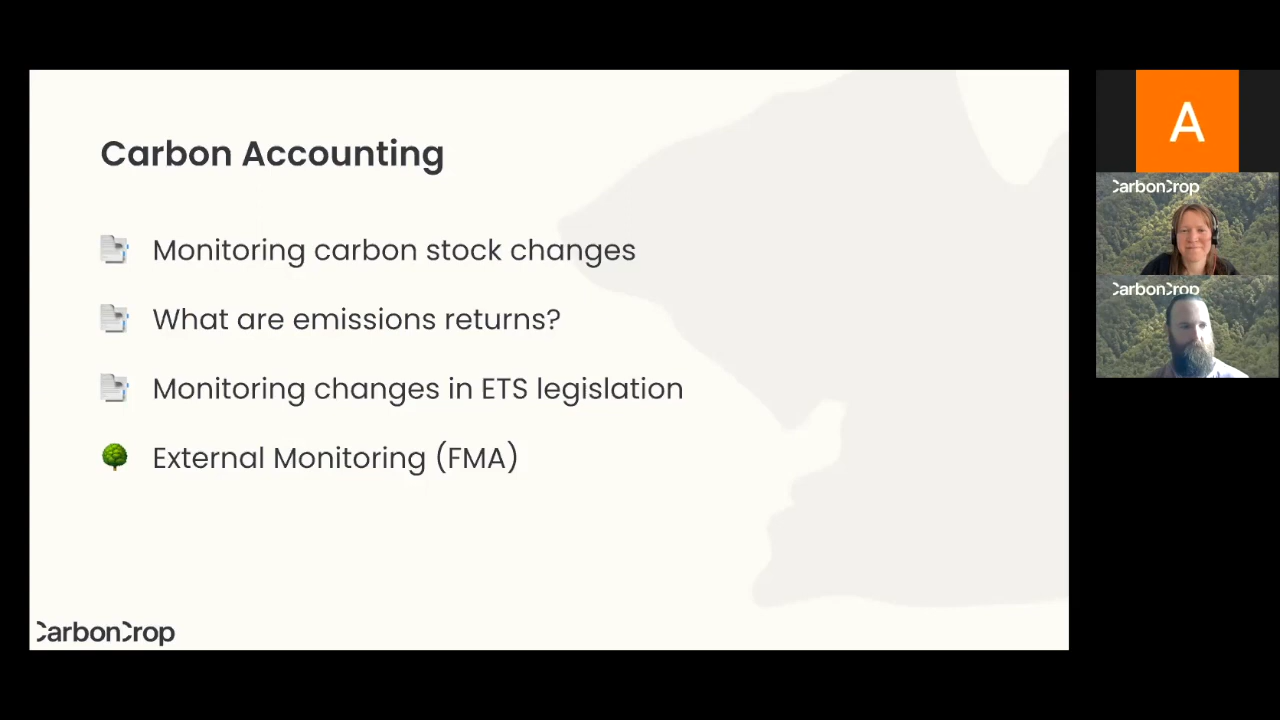 Carbon Accounting
Monitoring carbon stock changes
What are emissions returns?
Monitoring changes in ETS legislation
External Monitoring (FMA)
CarbonCrop
A
CarbonCrop
CarbonCrop